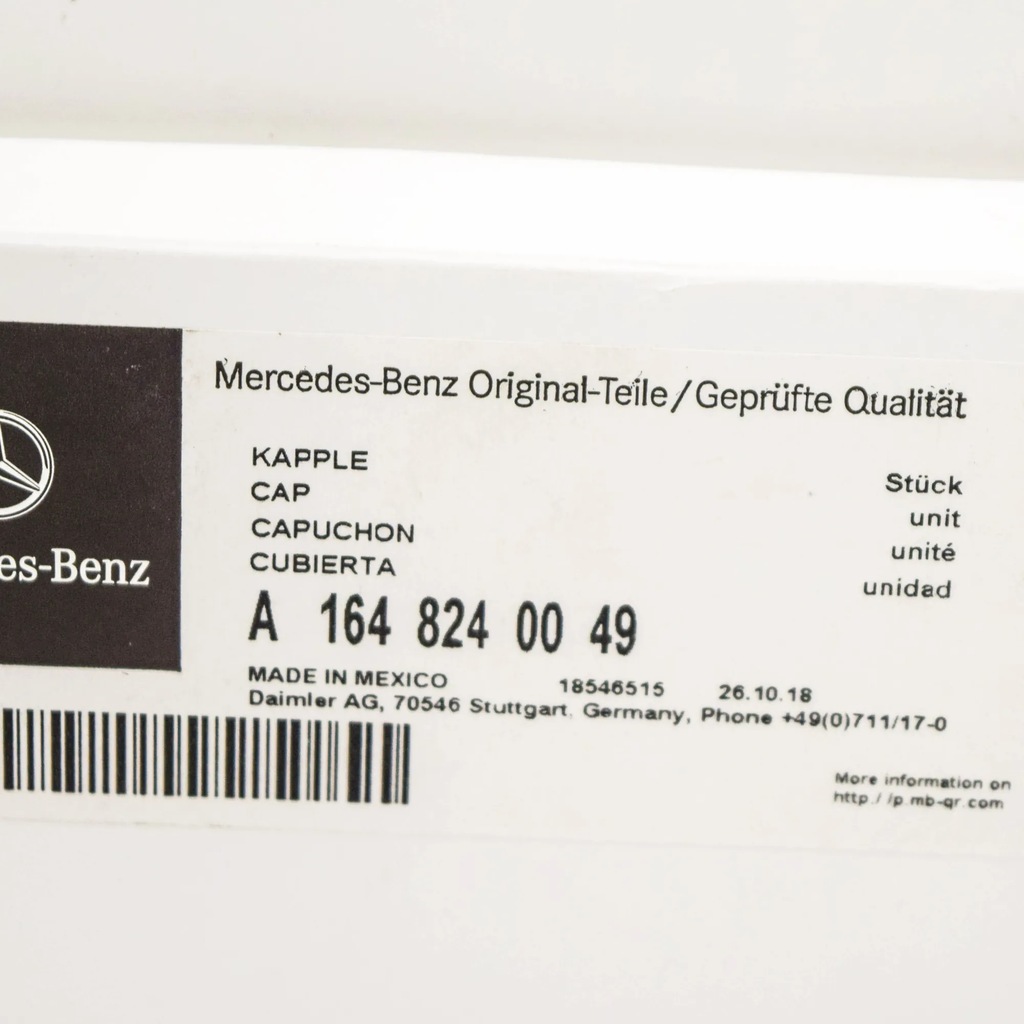 Mercedes-Benz Original-Teile/Geprüfte Qualität
KAPPLE
CAP
CAPUCHON
CUBIERTA
Stück
unit
unité
unidad
es-Benz
A 164 824 00 49
MADE IN MEXICO 18546515 26.10.18
Daimler AG, 70546 Stuttgart, Germany, Phone +49(0)711/17-0
More information on
http://p.mb-qr.com